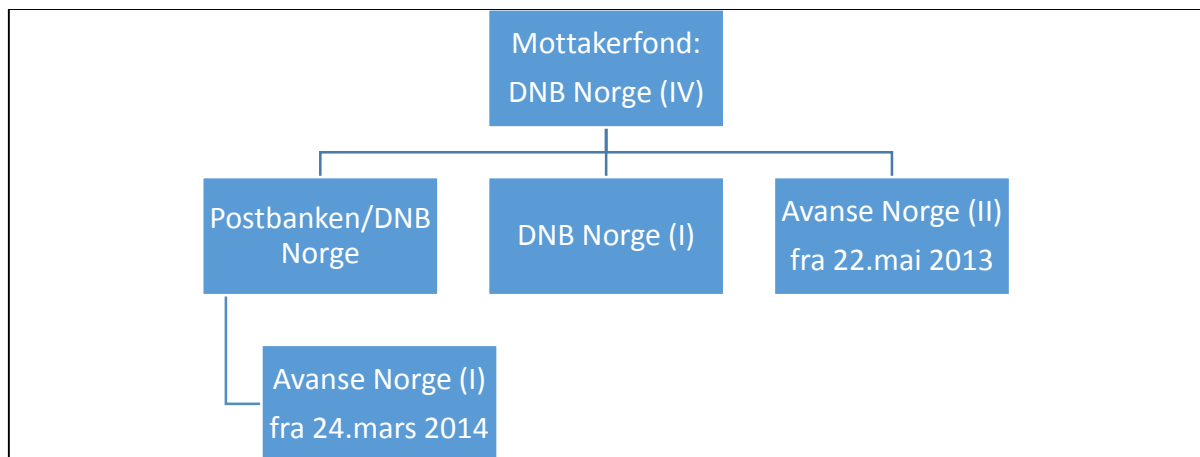 Mottakerfond:
DNB Norge (IV)
Postbanken/DNB
Norge
DNB Norge (I)
Avanse Norge (II)
fra 22.mai 2013
Avanse Norge (I)
fra 24.mars 2014